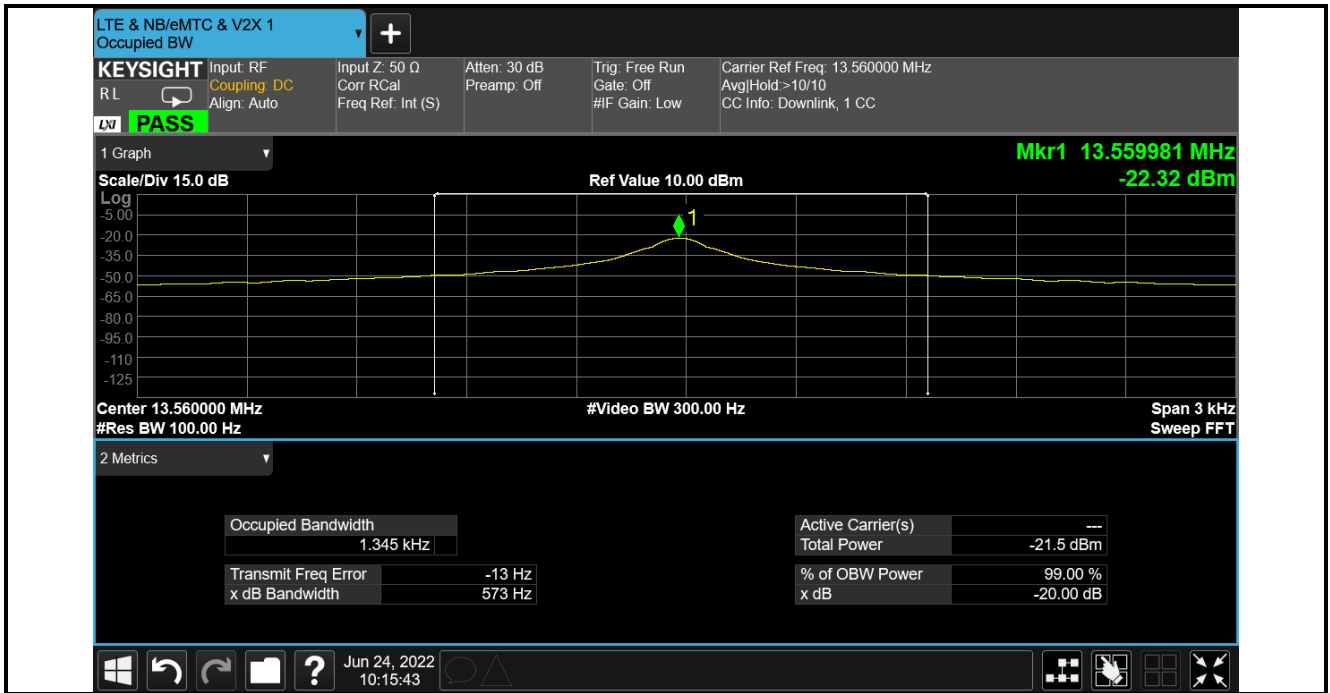 LTE & NB/eMTC & V2X 1
Occupied BW
KEYSIGHT
R L
LXI
PASS
Input: RF
Coupling: DC
Align: Auto
Input Z: 50 Ω
Corr RCal
Freq Ref: Int (S)
Atten: 30 dB
Preamp: Off
Trig: Free Run
Gate: Off
#IF Gain: Low
Carrier Ref Freq: 13.560000 MHz
Avg|Hold:>10/10
CC Info: Downlink, 1 CC
1 Graph
Mkr1 13.559981 MHz
-22.32 dBm
Scale/Div 15.0 dB
Ref Value 10.00 dBm
Log
-5.00
-20.0
-35.0
-50.0
-65.0
-80.0
-95.0
-110
-125
1
Center 13.560000 MHz
#Video BW 300.00 Hz
Span 3 kHz
#Res BW 100.00 Hz
Sweep FFT
2 Metrics
Occupied Bandwidth
1.345 kHz
Transmit Freq Error -13 Hz
x dB Bandwidth 573 Hz
Active Carrier(s) ---
Total Power -21.5 dBm
% of OBW Power 99.00 %
x dB -20.00 dB
?
Jun 24, 2022
10:15:43